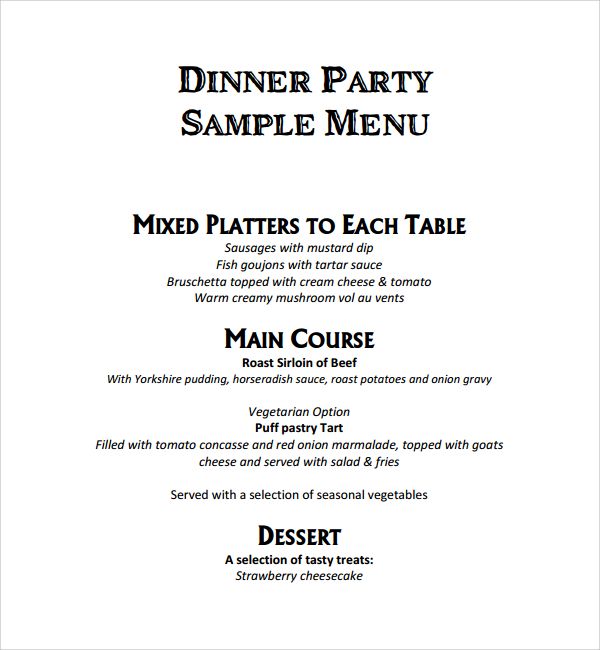 Dinner Party
Sample Menu
Mixed Platters to Each Table
Sausages with mustard dip
Fish goujons with tartar sauce
Bruschetta topped with cream cheese & tomato
Warm creamy mushroom vol au vents
Main Course
Roast Sirloin of Beef
With Yorkshire pudding, horseradish sauce, roast potatoes and onion gravy
Vegetarian Option
Puff pastry Tart
Filled with tomato concasse and red onion marmalade, topped with goats
cheese and served with salad & fries
Served with a selection of seasonal vegetables
Dessert
A selection of tasty treats:
Strawberry cheesecake